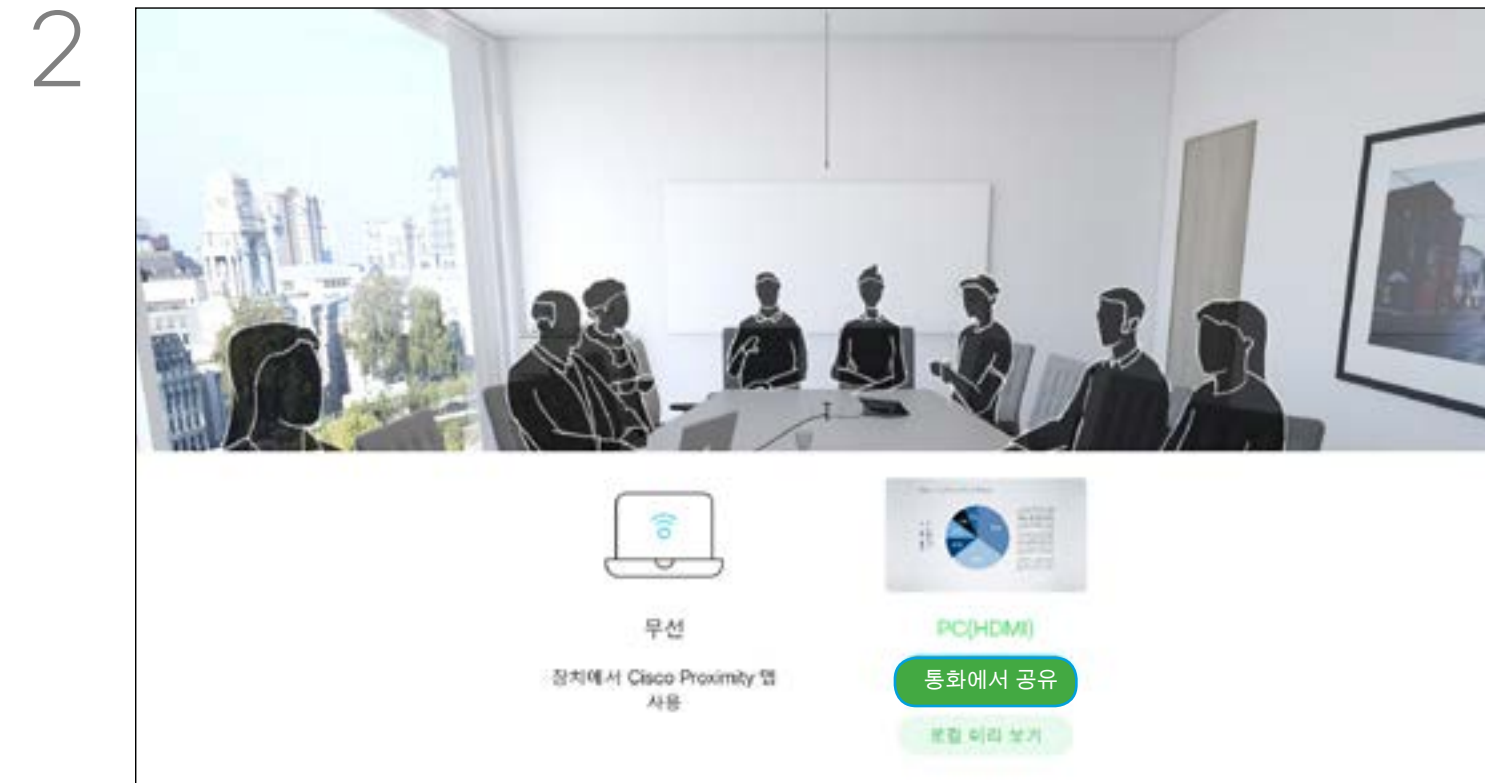 2
무선
장치에서 Cisco Proximity 앱
사용
PC(HDMI)
통화에서 공유
로컬 미리 보기